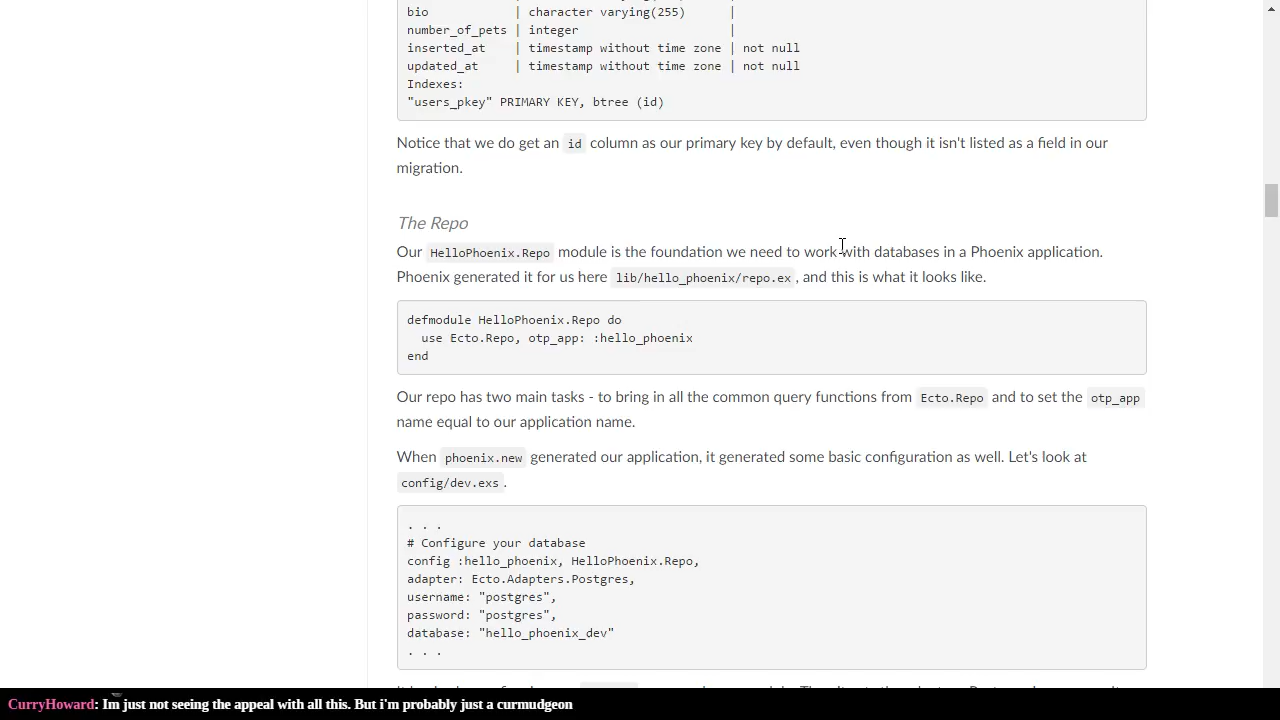 bio              | character varying(255)      |
number_of_pets | integer                     |
inserted_at    | timestamp without time zone | not null
updated_at     | timestamp without time zone | not null
Indexes:
"users_pkey" PRIMARY KEY, btree (id)
Notice that we do get an id column as our primary key by default, even though it isn't listed as a field in our
migration.
The Repo
Our HelloPhoenix.Repo module is the foundation we need to work with databases in a Phoenix application.
Phoenix generated it for us here lib/hello_phoenix/repo.ex, and this is what it looks like.
defmodule HelloPhoenix.Repo do
  use Ecto.Repo, otp_app: :hello_phoenix
end
Our repo has two main tasks - to bring in all the common query functions from Ecto.Repo and to set the otp_app
name equal to our application name.
When phoenix.new generated our application, it generated some basic configuration as well. Let's look at
config/dev.exs.
. . .
# Configure your database
config :hello_phoenix, HelloPhoenix.Repo,
adapter: Ecto.Adapters.Postgres,
username: "postgres",
password: "postgres",
database: "hello_phoenix_dev"
. . .
CurryHoward: Im just not seeing the appeal with all this. But i'm probably just a curmudgeon